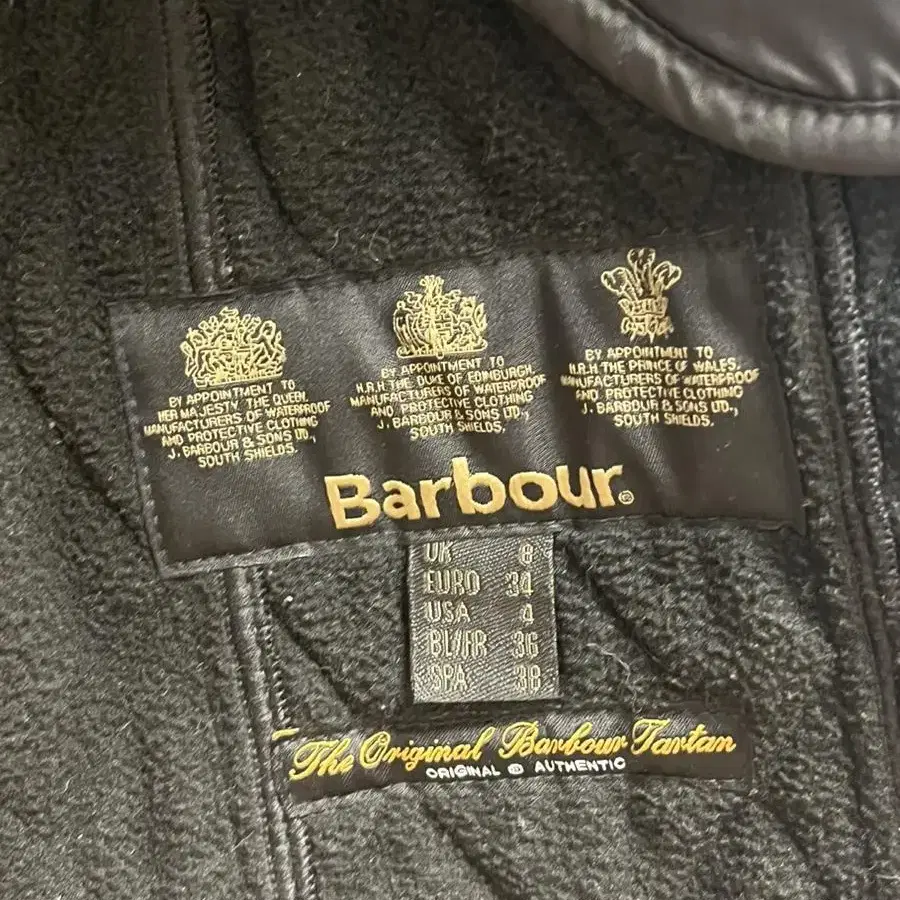 BY APPOINTMENT TO
HER MAJESTY THE QUEEN,
MANUFACTURERS OF WATERPROOF
AND PROTECTIVE CLOTHING
J. BARBOUR & SONS LTD.,
SOUTH SHIELDS.
BY APPOINTMENT TO
H.R.H. THE DUKE OF EDINBURGH
MANUFACTURERS OF WATERPROOF
AND PROTECTIVE CLOTHING
J. BARBOUR & SONS LTD.,
SOUTH SHIELDS.
BY APPOINTMENT TO
H.R.H. THE PRINCE OF WALES,
MANUFACTURERS OF WATERPROOF
AND PROTECTIVE CLOTHING
J. BARBOUR & SONS LTD.,
SOUTH SHIELDS.
Barbour®
UK 8
EURO 34
USA 4
BL/FR 36
SPA 38
The Original Barbour Tartan
ORIGINAL AUTHENTIC